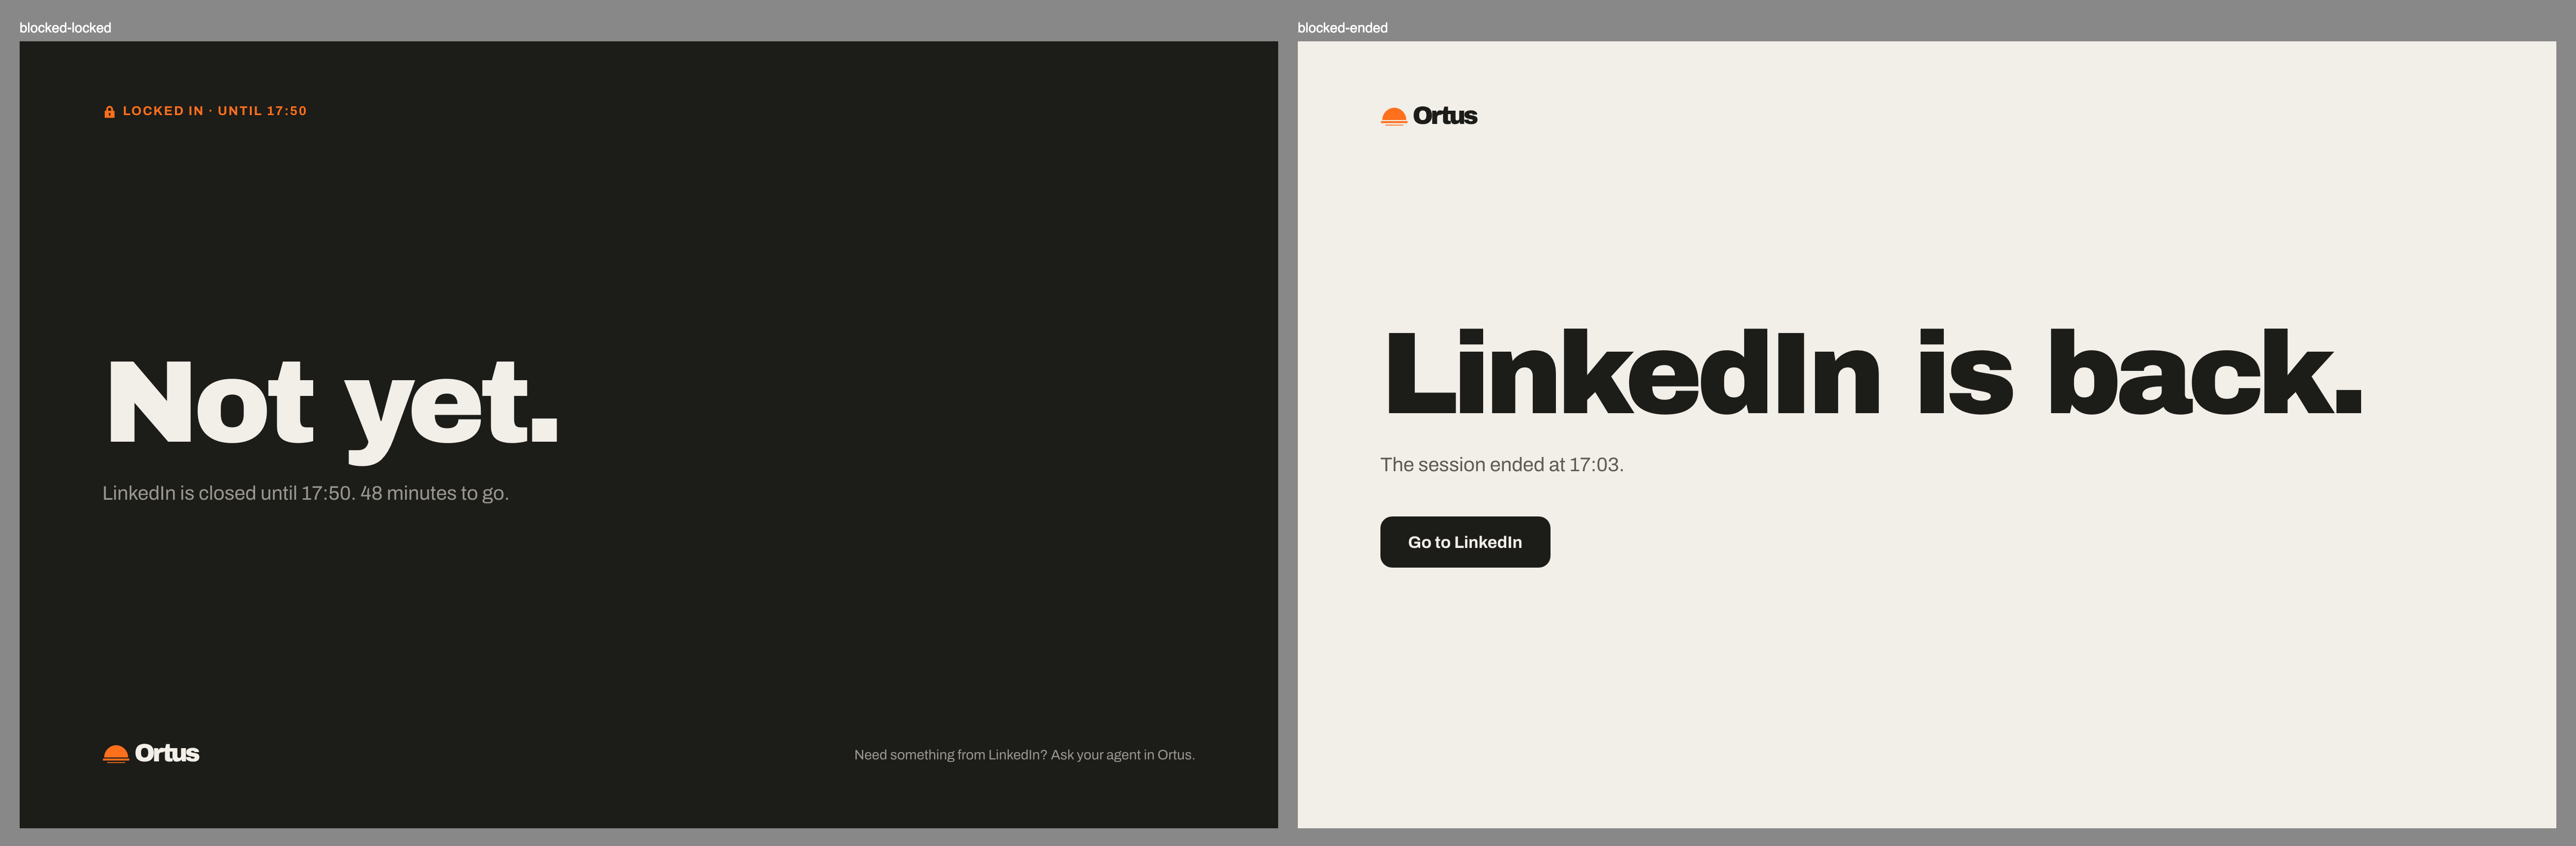 blocked-locked
LOCKED IN · UNTIL 17:50
Not yet.
LinkedIn is closed until 17:50. 48 minutes to go.
Ortus
Need something from LinkedIn? Ask your agent in Ortus.
blocked-ended
Ortus
LinkedIn is back.
The session ended at 17:03.
Go to LinkedIn